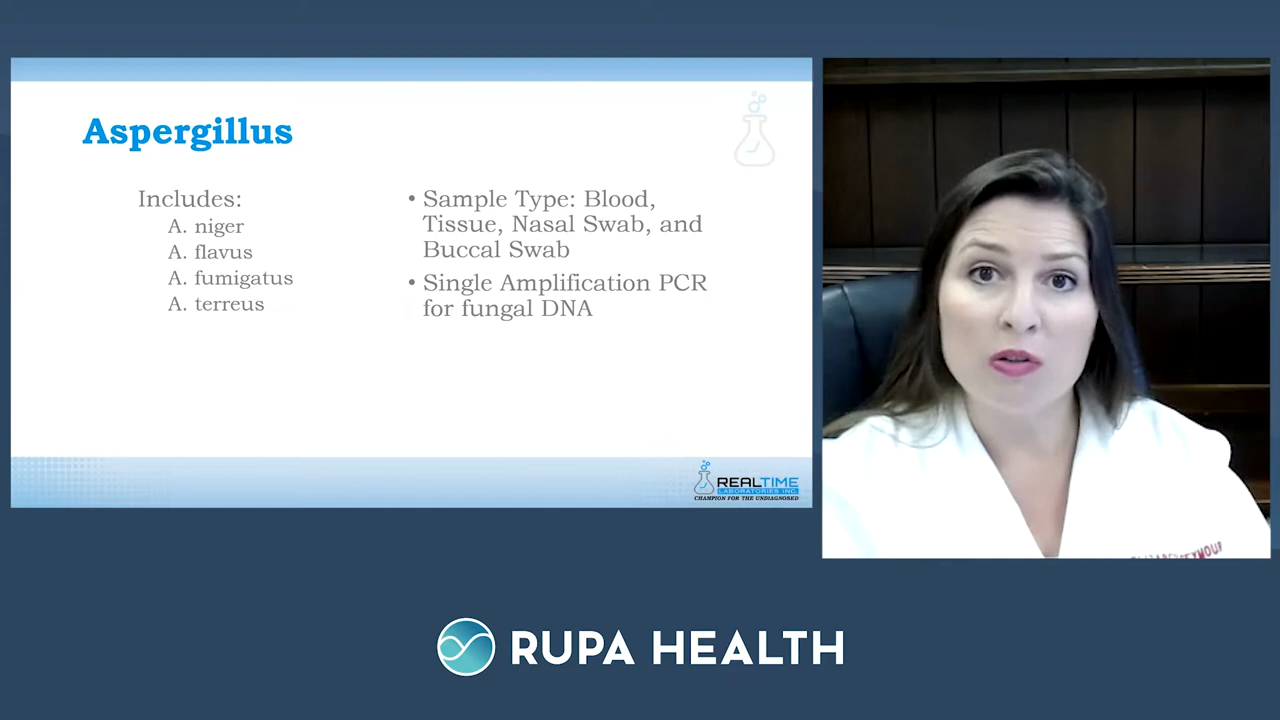 Aspergillus
Includes:
A. niger
A. flavus
A. fumigatus
A. terreus
• Sample Type: Blood,
Tissue, Nasal Swab, and
Buccal Swab
• Single Amplification PCR
for fungal DNA
REALTIME
LABORATORIES INC.
CHAMPION FOR THE UNDIAGNOSED
RUPA HEALTH